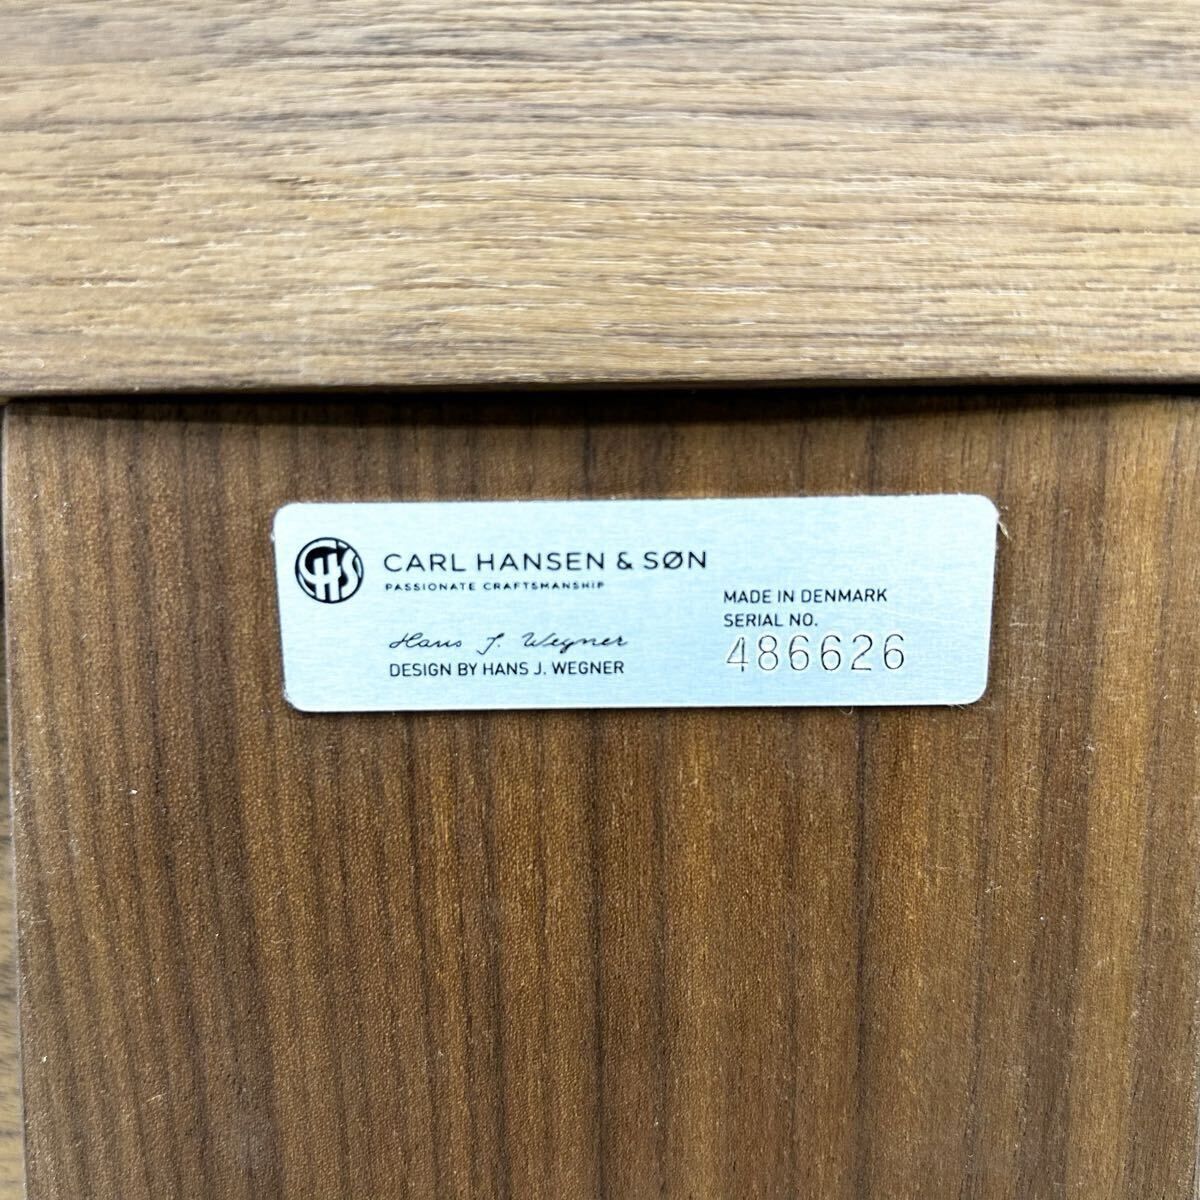 CHS
CARL HANSEN & SØN
PASSIONATE CRAFTSMANSHIP
Hans J. Wegner
DESIGN BY HANS J. WEGNER
MADE IN DENMARK
SERIAL NO.
486626